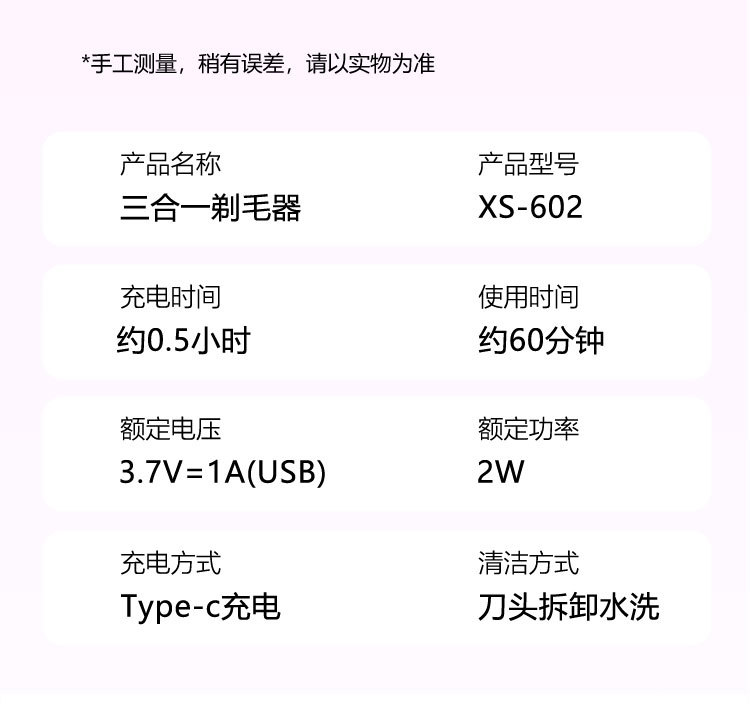 *手工测量，稍有误差，请以实物为准
产品名称
三合一剃毛器
产品型号
XS-602
充电时间
约0.5小时
使用时间
约60分钟
额定电压
3.7V=1A(USB)
额定功率
2W
充电方式
Type-c充电
清洁方式
刀头拆卸水洗